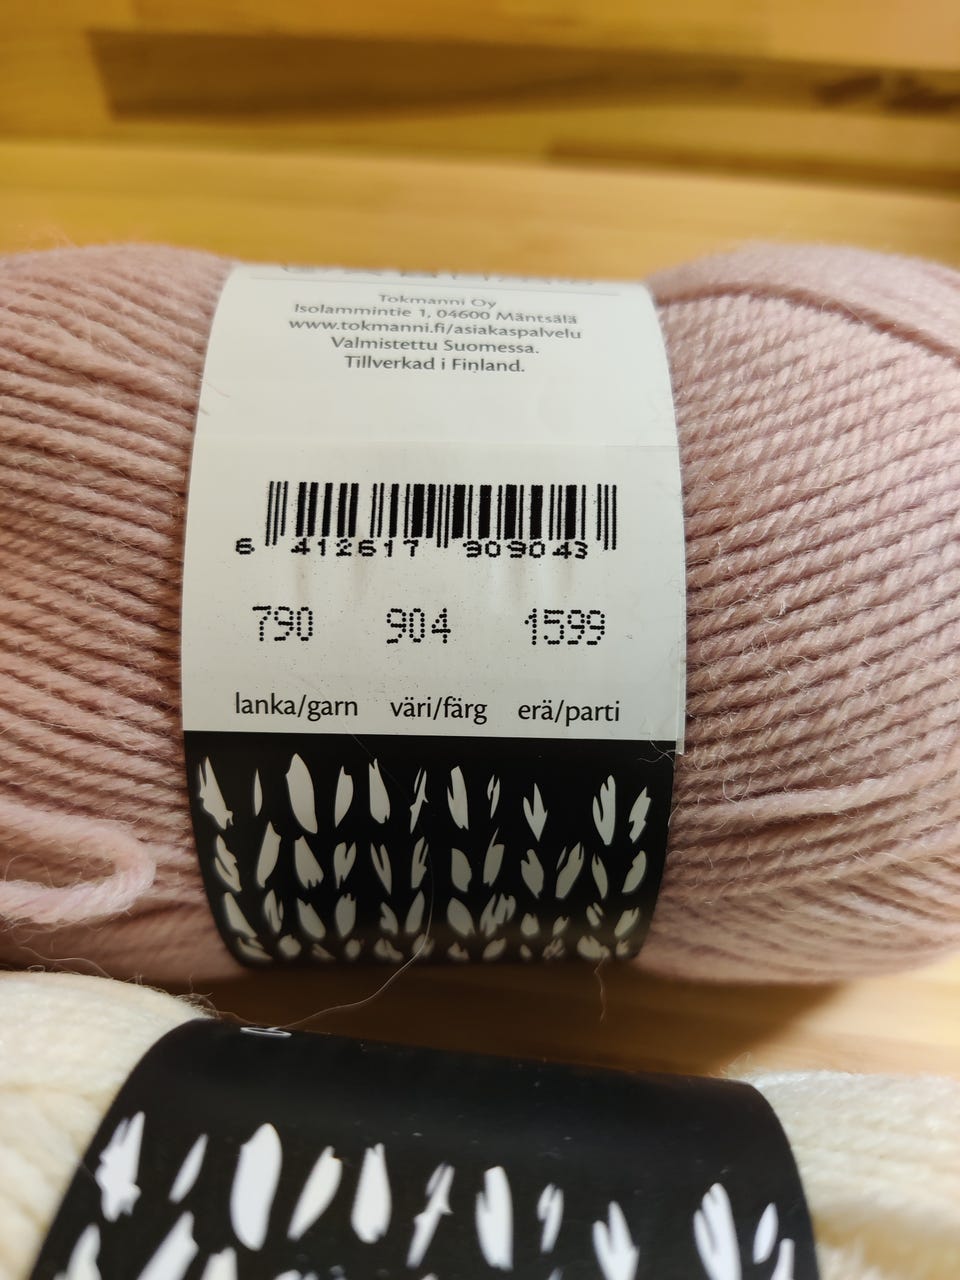 Tokmanni Oy
Isolammintie 1, 04600 Mäntsälä
www.tokmanni.fi/asiakaspalvelu
Valmistettu Suomessa.
Tillverkad i Finland.
6 412617 909043
790 904 1599
lanka/garn väri/färg erä/parti